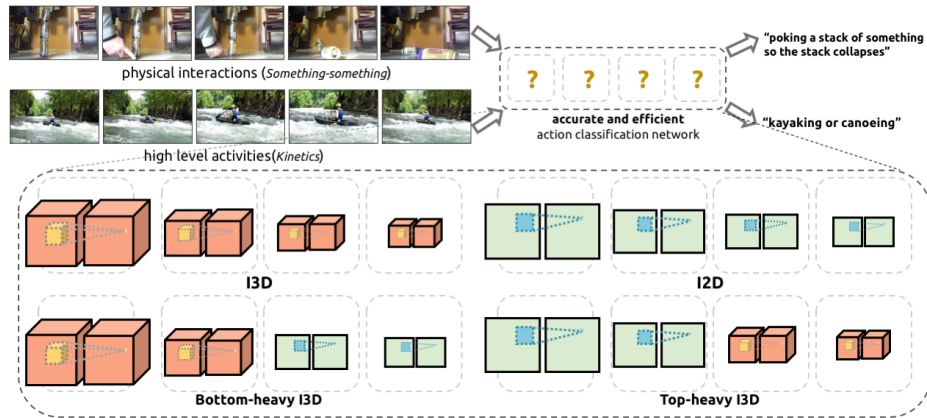 "poking a stack of something
so the stack collapses"
physical interactions (Something-something)
? ? ? ?
accurate and efficient
action classification network
"kayaking or canoeing"
high level activities(Kinetics)
I3D
I2D
Bottom-heavy I3D
Top-heavy I3D